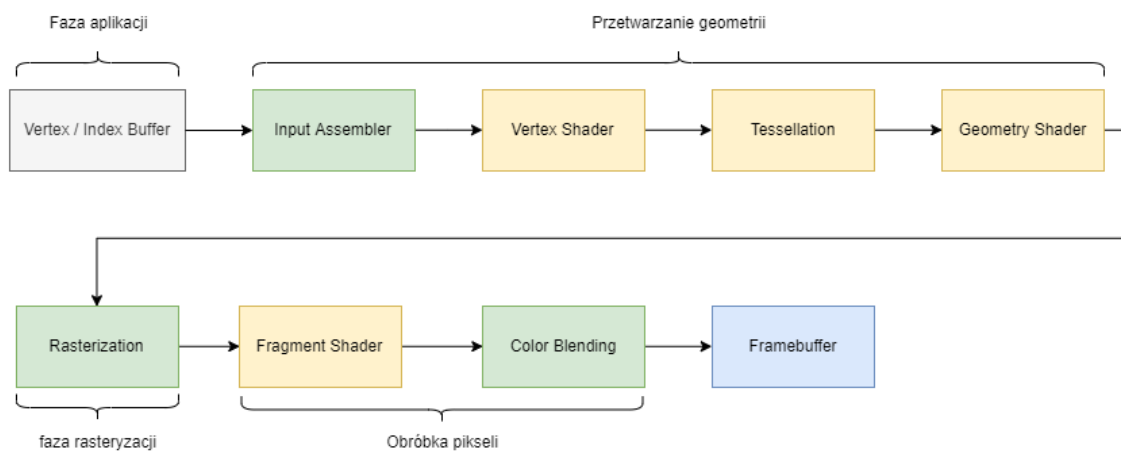 Faza aplikacji
Przetwarzanie geometrii
Vertex / Index Buffer
Input Assembler
Vertex Shader
Tessellation
Geometry Shader
Rasterization
Fragment Shader
Color Blending
Framebuffer
faza rasteryzacji
Obróbka pikseli